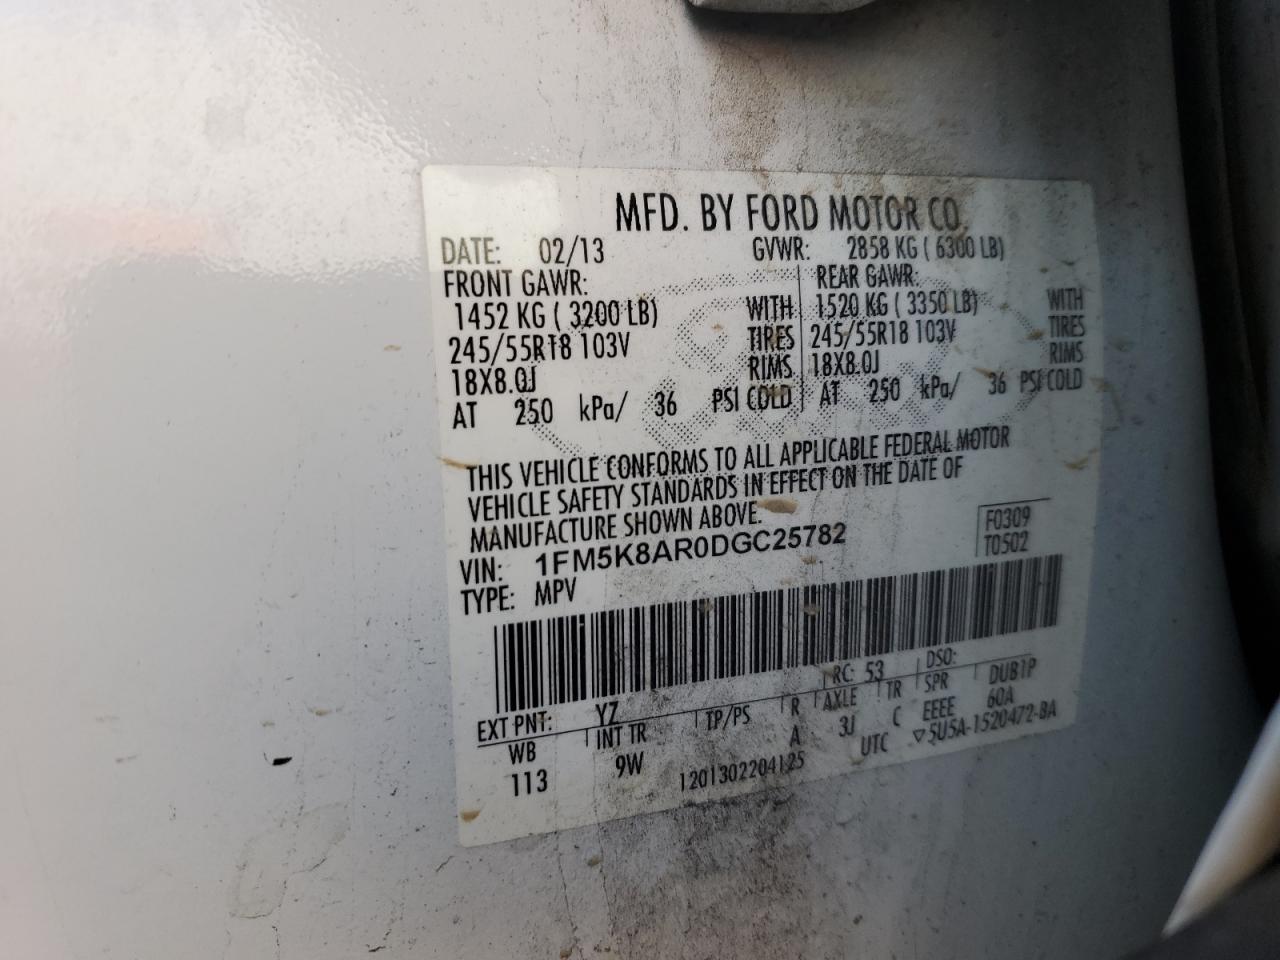 MFD. BY FORD MOTOR CO.
DATE: 02/13 GVWR: 2858 KG ( 6300 LB)
FRONT GAWR: REAR GAWR:
1452 KG ( 3200 LB) WITH 1520 KG ( 3350 LB) WITH
245/55R18 103V TIRES 245/55R18 103V TIRES
18X8.0J RIMS 18X8.0J RIMS
AT 250 kPa/ 36 PSI COLD AT 250 kPa/ 36 PSI COLD
THIS VEHICLE CONFORMS TO ALL APPLICABLE FEDERAL MOTOR
VEHICLE SAFETY STANDARDS IN EFFECT ON THE DATE OF
MANUFACTURE SHOWN ABOVE.
VIN: 1FM5K8AR0DGC25782 F0309
TYPE: MPV T0502
RC: 53 DSO:
EXT PNT: YZ DUB1P
WB INT TR TP/PS R AXLE TR SPR 60A
113 9W A 3J C EEEE
1201302204125 UTC ▽5U5A-1520472-BA